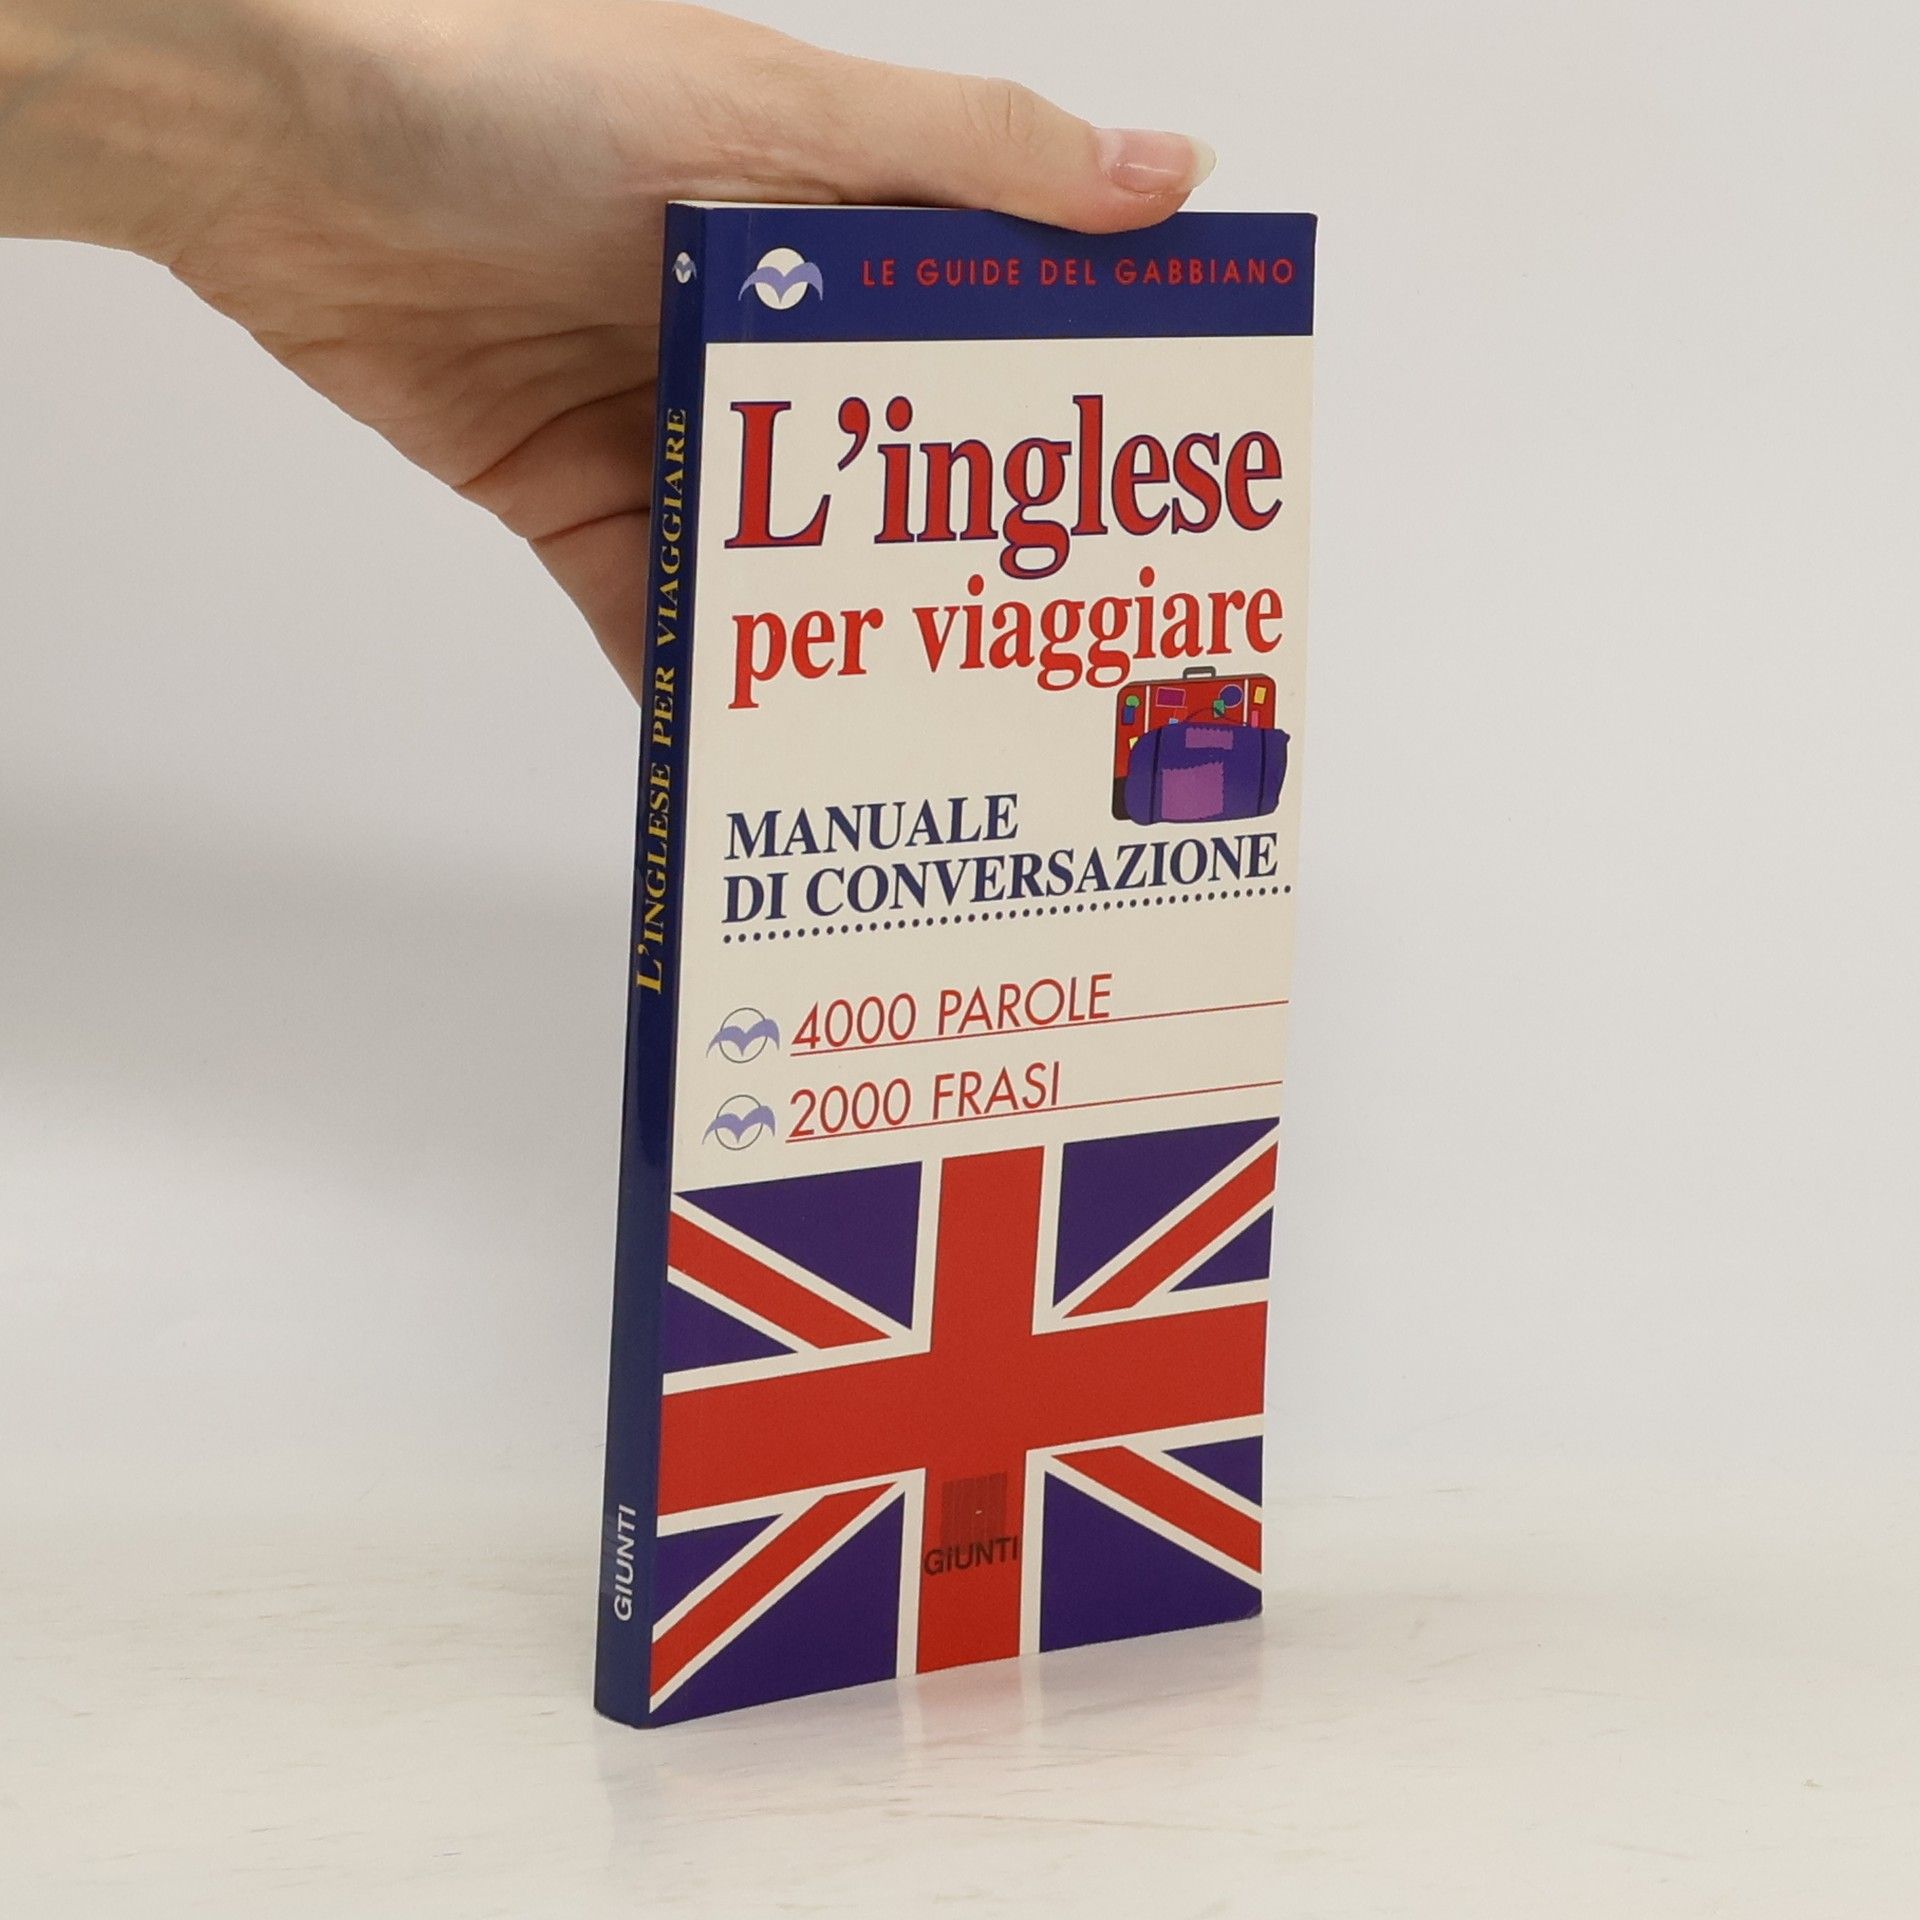 LE GUIDE DEL GABBIANO
L'inglese
per viaggiare
MANUALE
DI CONVERSAZIONE
4000 PAROLE
2000 FRASI
GIUNTI
L'INGLESE PER VIAGGIARE
GIUNTI